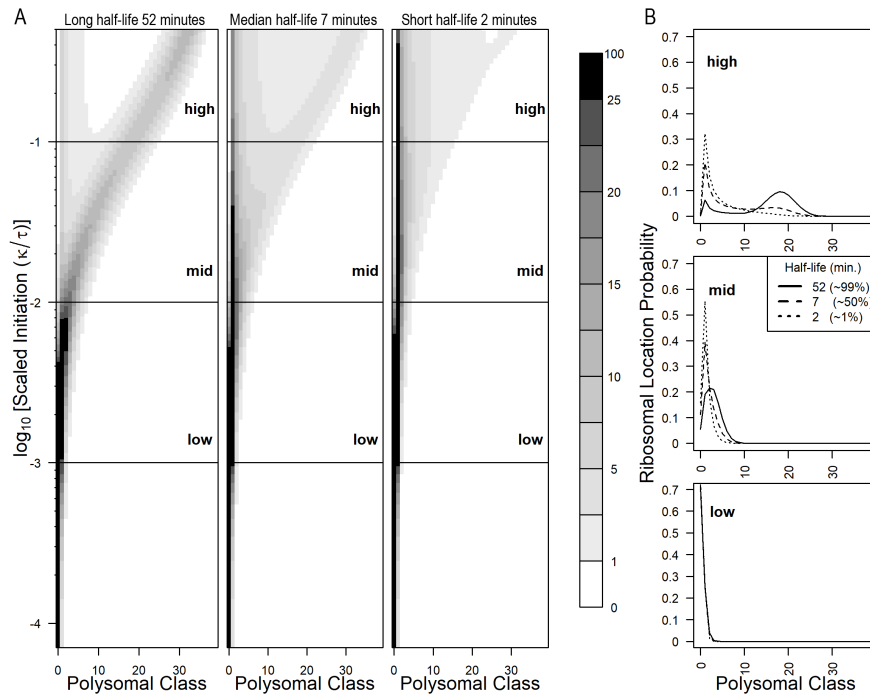 A
Long half-life 52 minutes
Median half-life 7 minutes
Short half-life 2 minutes
log10 [Scaled Initiation (κ/τ)]
-1
-2
-3
-4
high
mid
low
high
mid
low
high
mid
low
0 10 20 30
0 10 20 30
0 10 20 30
Polysomal Class
Polysomal Class
Polysomal Class
100
25
20
15
10
5
1
0
B
Ribosomal Location Probability
high
0.7
0.6
0.5
0.4
0.3
0.2
0.1
0
0 10 20 30
mid
0.7
0.6
0.5
0.4
0.3
0.2
0.1
0
Half-life (min.)
52 (~99%)
7 (~50%)
2 (~1%)
0 10 20 30
low
0.7
0.6
0.5
0.4
0.3
0.2
0.1
0
0 10 20 30
Polysomal Class